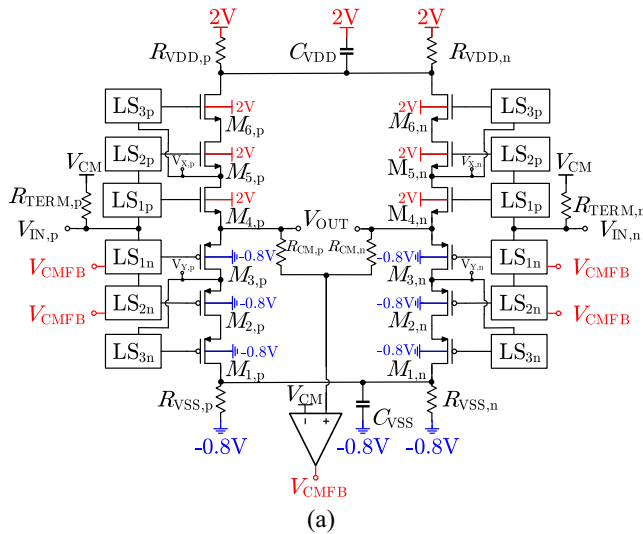 2V 2V 2V
R_VDD,p C_VDD R_VDD,n
LS_3p 2V M_6,p 2V M_6,n LS_3p
V_CM LS_2p V_X,p 2V M_5,p 2V M_5,n V_X,n LS_2p V_CM
R_TERM,p LS_1p 2V M_4,p 2V M_4,n LS_1p R_TERM,n
V_IN,p V_OUT V_IN,n
R_CM,p R_CM,n
LS_1n -0.8V M_3,p -0.8V M_3,n LS_1n
V_CMFB V_Y,p V_Y,n V_CMFB
V_CMFB LS_2n -0.8V M_2,p -0.8V M_2,n LS_2n V_CMFB
LS_3n -0.8V M_1,p -0.8V M_1,n LS_3n
R_VSS,p V_CM - + C_VSS R_VSS,n
-0.8V -0.8V -0.8V
V_CMFB
(a)